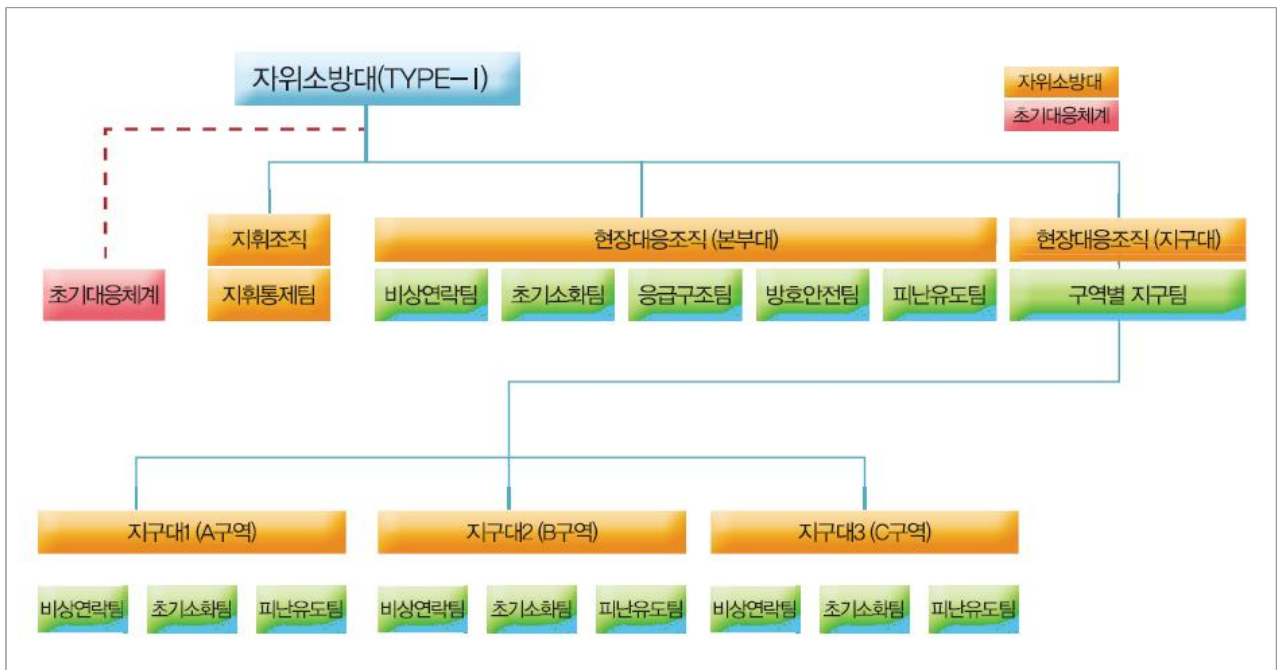 자위소방대(TYPE-Ⅰ)
자위소방대
초기대응체계
지휘조직
현장대응조직 (본부대)
현장대응조직 (지구대)
초기대응체계
지휘통제팀
비상연락팀
초기소화팀
응급구조팀
방호안전팀
피난유도팀
구역별 지구팀
지구대1 (A구역)
지구대2 (B구역)
지구대3 (C구역)
비상연락팀
초기소화팀
피난유도팀
비상연락팀
초기소화팀
피난유도팀
비상연락팀
초기소화팀
피난유도팀